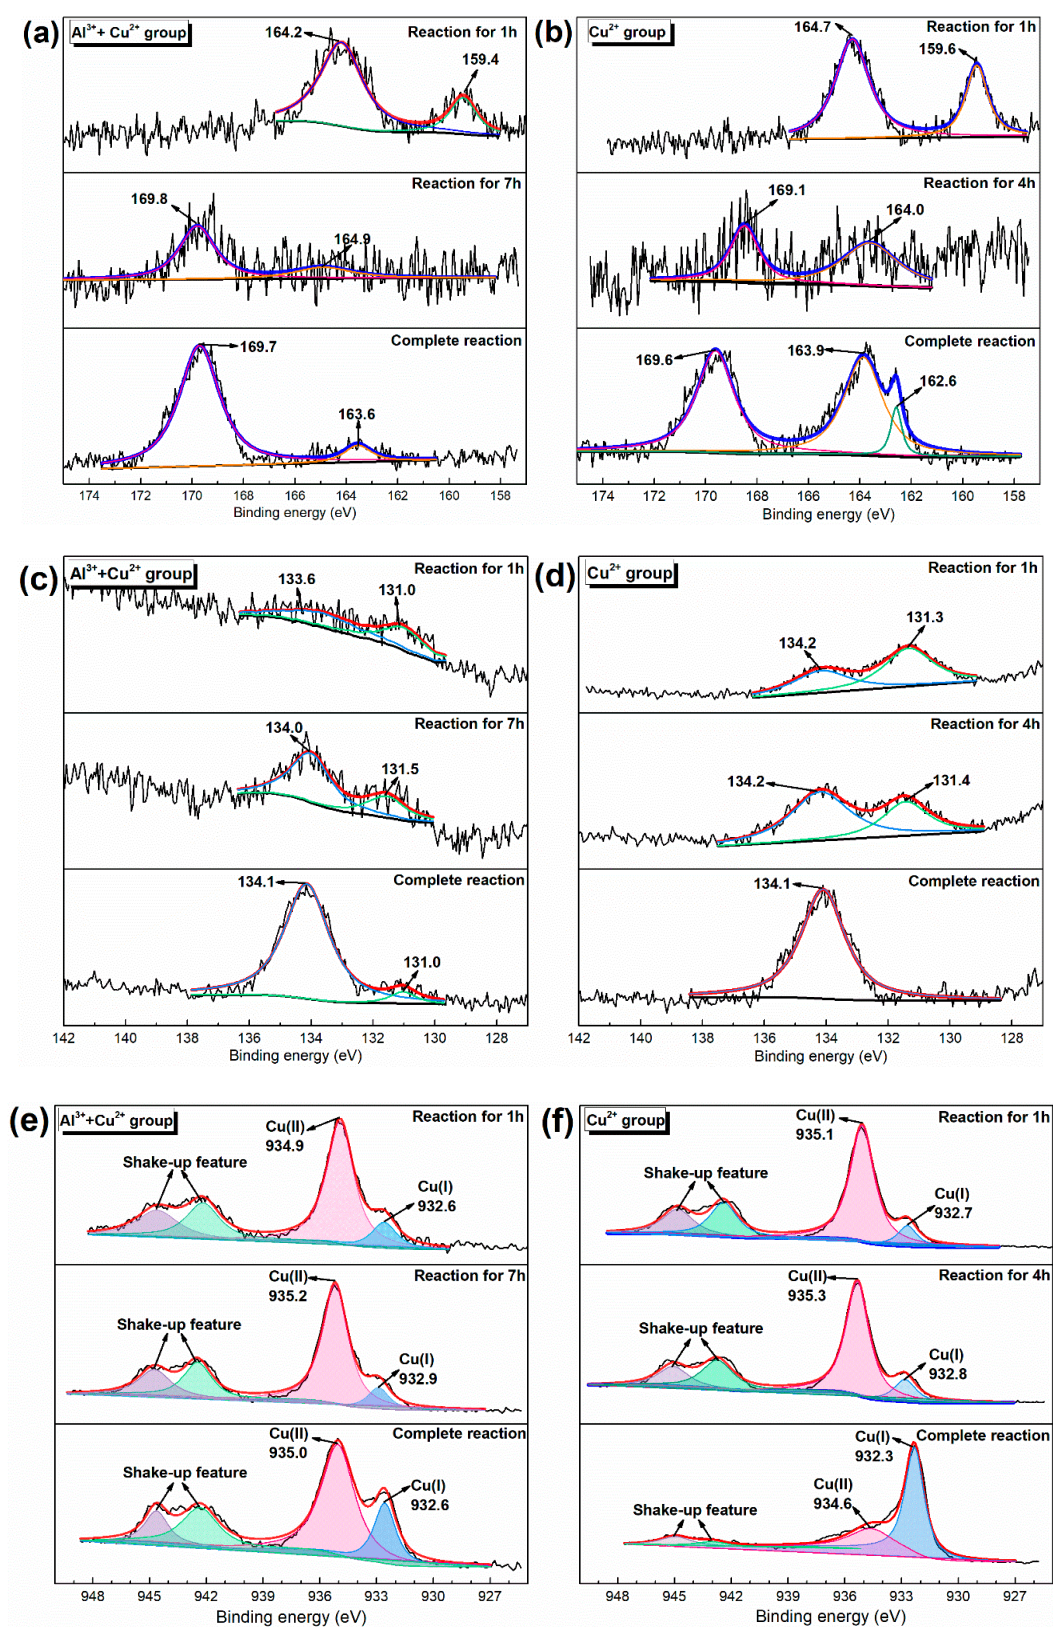 (a)
Al³⁺+ Cu²⁺ group
Reaction for 1h
164.2
159.4
Reaction for 7h
169.8
164.9
Complete reaction
169.7
163.6
174 172 170 168 166 164 162 160 158
Binding energy (eV)
(b)
Cu²⁺ group
Reaction for 1h
164.7
159.6
Reaction for 4h
169.1
164.0
Complete reaction
169.6
163.9
162.6
174 172 170 168 166 164 162 160 158
Binding energy (eV)
(c)
Al³⁺+Cu²⁺ group
Reaction for 1h
133.6
131.0
Reaction for 7h
134.0
131.5
Complete reaction
134.1
131.0
142 140 138 136 134 132 130 128
Binding energy (eV)
(d)
Cu²⁺ group
Reaction for 1h
134.2
131.3
Reaction for 4h
134.2
131.4
Complete reaction
134.1
142 140 138 136 134 132 130 128
Binding energy (eV)
(e)
Al³⁺+Cu²⁺ group
Reaction for 1h
Cu(II)
934.9
Shake-up feature
Cu(I)
932.6
Reaction for 7h
Cu(II)
935.2
Shake-up feature
Cu(I)
932.9
Complete reaction
Cu(II)
935.0
Shake-up feature
Cu(I)
932.6
948 945 942 939 936 933 930 927
Binding energy (eV)
(f)
Cu²⁺ group
Reaction for 1h
Cu(II)
935.1
Shake-up feature
Cu(I)
932.7
Reaction for 4h
Cu(II)
935.3
Shake-up feature
Cu(I)
932.8
Complete reaction
Cu(I)
932.3
Cu(II)
934.6
Shake-up feature
948 945 942 939 936 933 930 927
Binding energy (eV)